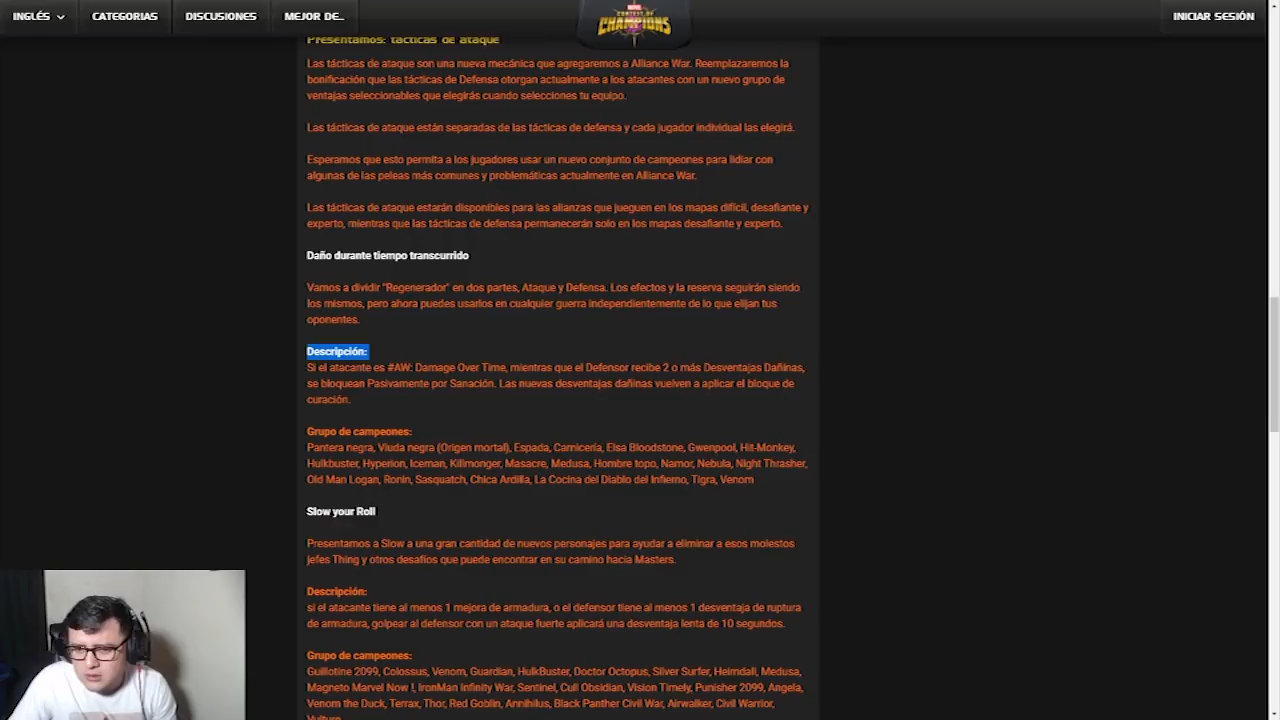 INGLÉS
CATEGORIAS
DISCUSIONES
MEJOR DE...
MARVEL
CONTEST OF
CHAMPIONS
INICIAR SESIÓN
Presentamos: tácticas de ataque
Las tácticas de ataque son una nueva mecánica que agregaremos a Alliance War. Reemplazaremos la
bonificación que las tácticas de Defensa otorgan actualmente a los atacantes con un nuevo grupo de
ventajas seleccionables que elegirás cuando selecciones tu equipo.
Las tácticas de ataque están separadas de las tácticas de defensa y cada jugador individual las elegirá.
Esperamos que esto permita a los jugadores usar un nuevo conjunto de campeones para lidiar con
algunas de las peleas más comunes y problemáticas actualmente en Alliance War.
Las tácticas de ataque estarán disponibles para las alianzas que jueguen en los mapas difícil, desafiante y
experto, mientras que las tácticas de defensa permanecerán solo en los mapas desafiante y experto.
Daño durante tiempo transcurrido
Vamos a dividir "Regenerador" en dos partes, Ataque y Defensa. Los efectos y la reserva seguirán siendo
los mismos, pero ahora puedes usarlos en cualquier guerra independientemente de lo que elijan tus
oponentes.
Descripción:
Si el atacante es #AW: Damage Over Time, mientras que el Defensor recibe 2 o más Desventajas Dañinas,
se bloquean Pasivamente por Sanación. Las nuevas desventajas dañinas vuelven a aplicar el bloque de
curación.
Grupo de campeones:
Pantera negra, Viuda negra (Origen mortal), Espada, Carnicería, Elsa Bloodstone, Gwenpool, Hit-Monkey,
Hulkbuster, Hyperion, Iceman, Killmonger, Masacre, Medusa, Hombre topo, Namor, Nebula, Night Thrasher,
Old Man Logan, Ronin, Sasquatch, Chica Ardilla, La Cocina del Diablo del Infierno, Tigra, Venom
Slow your Roll
Presentamos a Slow a una gran cantidad de nuevos personajes para ayudar a eliminar a esos molestos
jefes Thing y otros desafíos que puede encontrar en su camino hacia Masters.
Descripción:
si el atacante tiene al menos 1 mejora de armadura, o el defensor tiene al menos 1 desventaja de ruptura
de armadura, golpear al defensor con un ataque fuerte aplicará una desventaja lenta de 10 segundos.
Grupo de campeones:
Guillotine 2099, Colossus, Venom, Guardian, HulkBuster, Doctor Octopus, Silver Surfer, Heimdall, Medusa,
Magneto Marvel Now !, IronMan Infinity War, Sentinel, Cull Obsidian, Vision Timely, Punisher 2099, Angela,
Venom the Duck, Terrax, Thor, Red Goblin, Annihilus, Black Panther Civil War, Airwalker, Civil Warrior,
Vulture